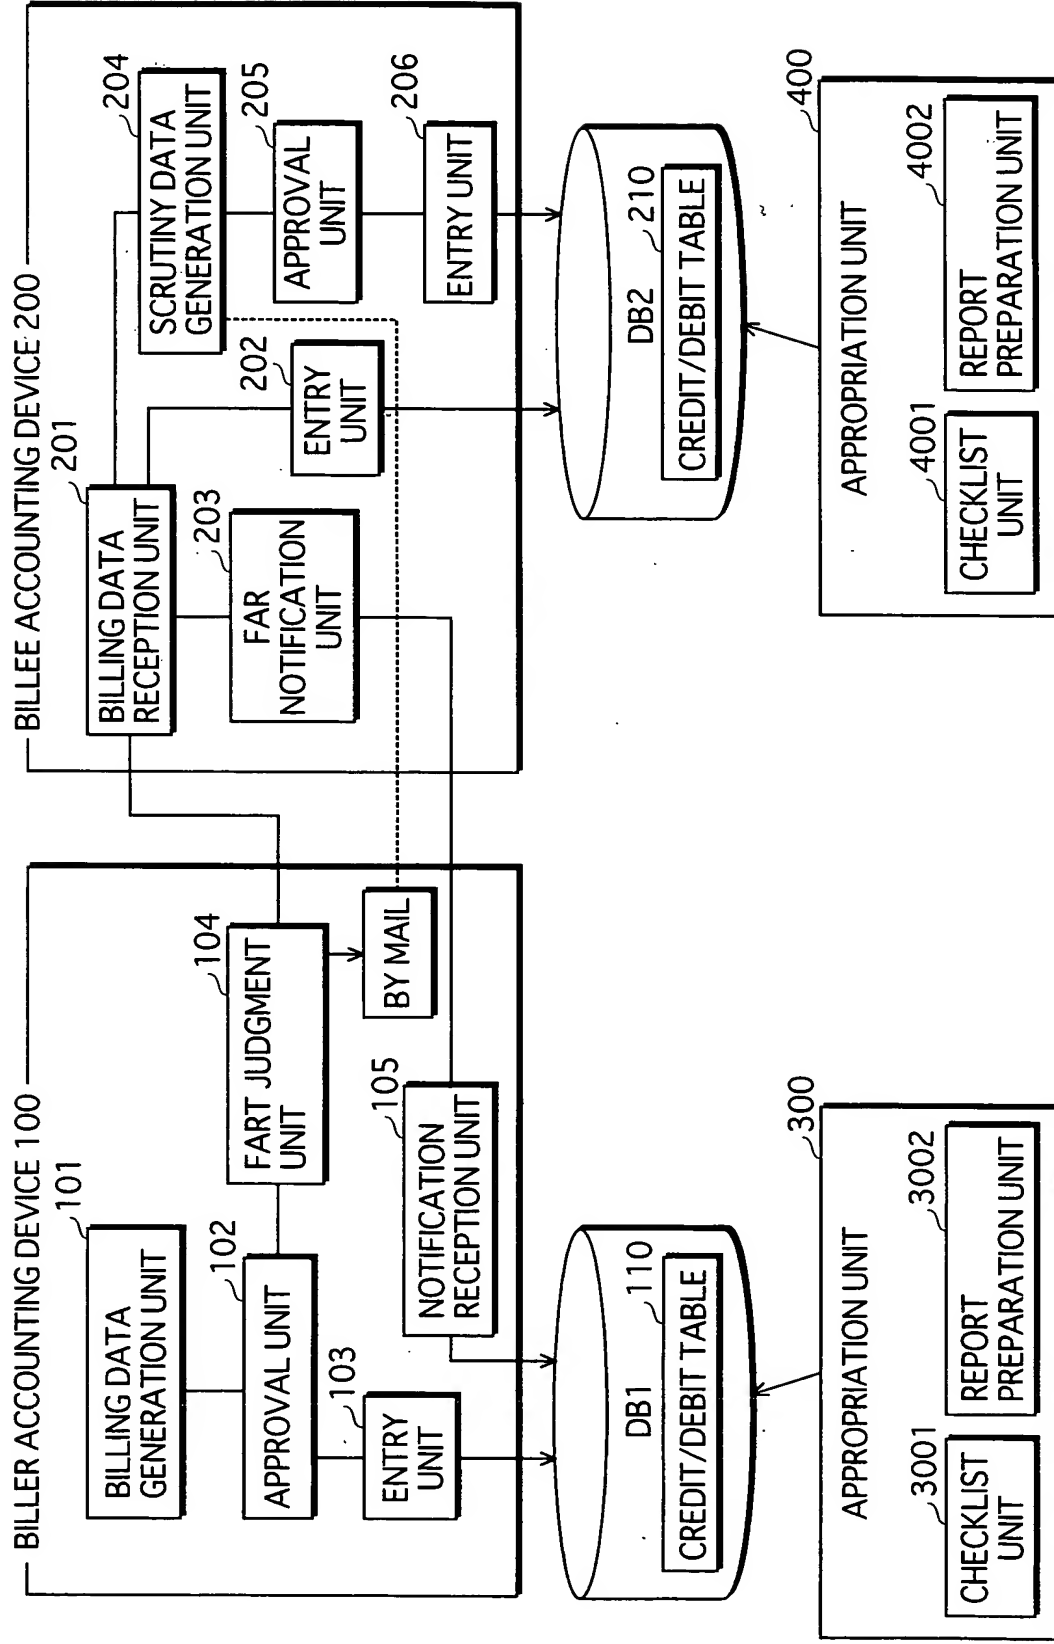 BILLER ACCOUNTING DEVICE 100
101
BILLING DATA
GENERATION UNIT
102
APPROVAL UNIT
103
ENTRY
UNIT
104
FART JUDGMENT
UNIT
BY MAIL
105
NOTIFICATION
RECEPTION UNIT
DB1
110
CREDIT/DEBIT TABLE
300
APPROPRIATION UNIT
3001
CHECKLIST
UNIT
3002
REPORT
PREPARATION UNIT
BILLEE ACCOUNTING DEVICE 200
201
BILLING DATA
RECEPTION UNIT
203
FAR
NOTIFICATION
UNIT
202
ENTRY
UNIT
204
SCRUTINY DATA
GENERATION UNIT
205
APPROVAL
UNIT
206
ENTRY UNIT
DB2
210
CREDIT/DEBIT TABLE
400
APPROPRIATION UNIT
4001
CHECKLIST
UNIT
4002
REPORT
PREPARATION UNIT